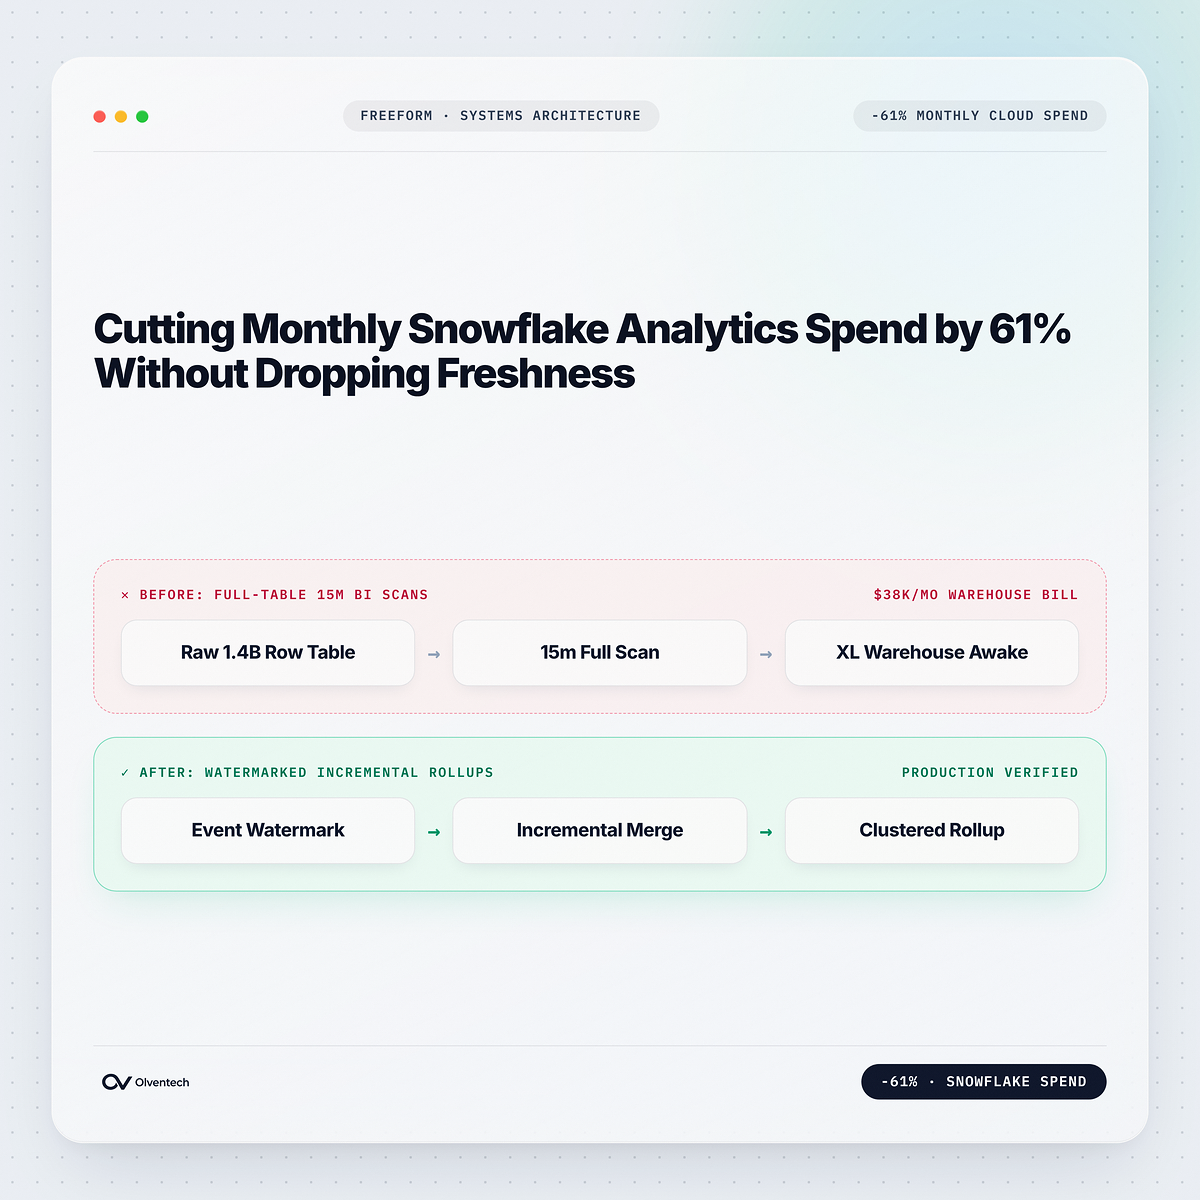 FREEFORM · SYSTEMS ARCHITECTURE
-61% MONTHLY CLOUD SPEND
Cutting Monthly Snowflake Analytics Spend by 61%
Without Dropping Freshness
× BEFORE: FULL-TABLE 15M BI SCANS
$38K/MO WAREHOUSE BILL
Raw 1.4B Row Table
→
15m Full Scan
→
XL Warehouse Awake
✓ AFTER: WATERMARKED INCREMENTAL ROLLUPS
PRODUCTION VERIFIED
Event Watermark
→
Incremental Merge
→
Clustered Rollup
Olventech
-61% · SNOWFLAKE SPEND